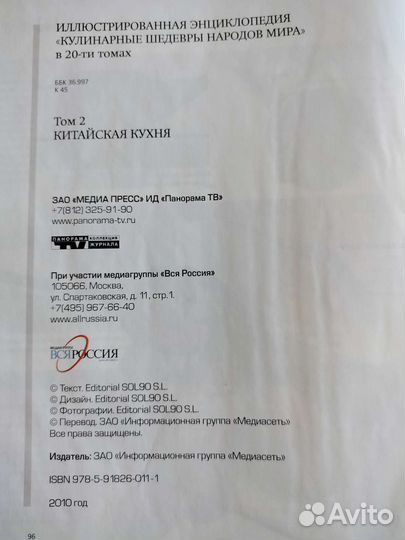 ИЛЛЮСТРИРОВАННАЯ ЭНЦИКЛОПЕДИЯ
«КУЛИНАРНЫЕ ШЕДЕВРЫ НАРОДОВ МИРА»
в 20-ти томах
ББК 36.997
К 45
Том 2
КИТАЙСКАЯ КУХНЯ
ЗАО «МЕДИА ПРЕСС» ИД «Панорама ТВ»
+7(812) 325-91-90
www.panorama-tv.ru
ПАНОРАМА TV КОЛЛЕКЦИЯ ЖУРНАЛА
При участии медиагруппы «Вся Россия»
105066, Москва,
ул. Спартаковская, д. 11, стр.1.
+7(495) 967-66-40
www.allrussia.ru
МЕДИАГРУППА
ВСЯ РОССИЯ
© Текст. Editorial SOL90 S.L.
© Дизайн. Editorial SOL90 S.L.
© Фотографии. Editorial SOL90 S.L.
© Перевод. ЗАО «Информационная группа «Медиасеть»
Все права защищены.
Издатель: ЗАО «Информационная группа «Медиасеть»
ISBN 978-5-91826-011-1
2010 год
96
Avito